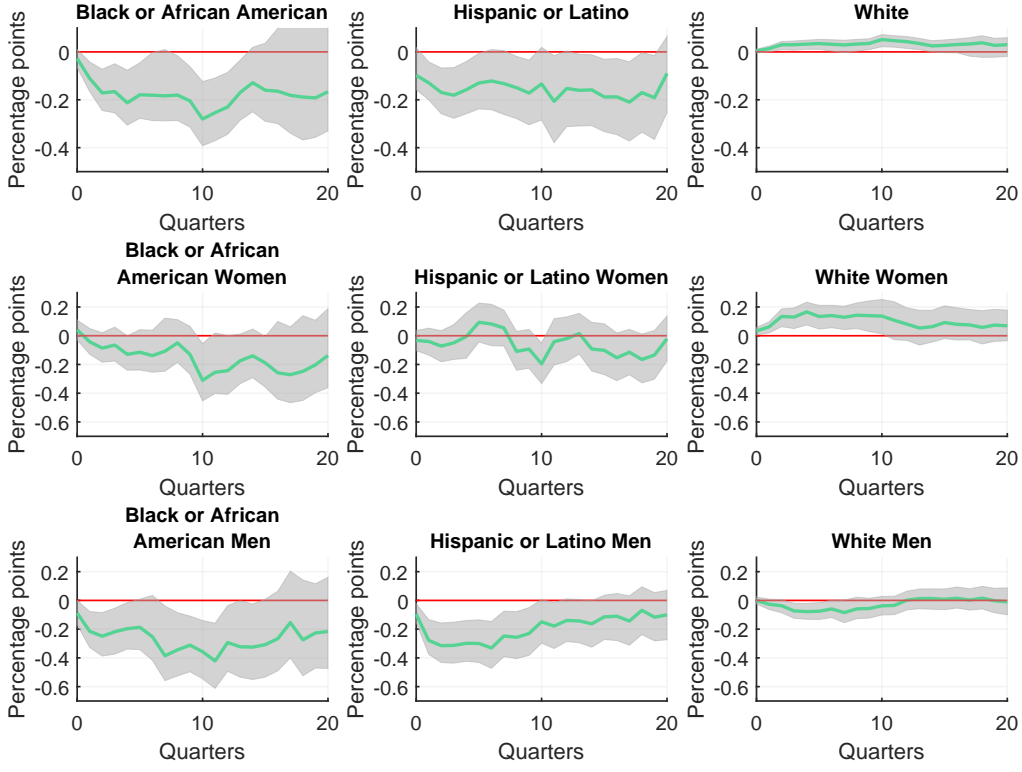 Black or African American
Percentage points
0
-0.2
-0.4
0
10
20
Quarters
Hispanic or Latino
Percentage points
0
-0.2
-0.4
0
10
20
Quarters
White
Percentage points
0
-0.2
-0.4
0
10
20
Quarters
Black or African
American Women
Percentage points
0.2
0
-0.2
-0.4
-0.6
0
10
20
Quarters
Hispanic or Latino Women
Percentage points
0.2
0
-0.2
-0.4
-0.6
0
10
20
Quarters
White Women
Percentage points
0.2
0
-0.2
-0.4
-0.6
0
10
20
Quarters
Black or African
American Men
Percentage points
0.2
0
-0.2
-0.4
-0.6
0
10
20
Quarters
Hispanic or Latino Men
Percentage points
0.2
0
-0.2
-0.4
-0.6
0
10
20
Quarters
White Men
Percentage points
0.2
0
-0.2
-0.4
-0.6
0
10
20
Quarters